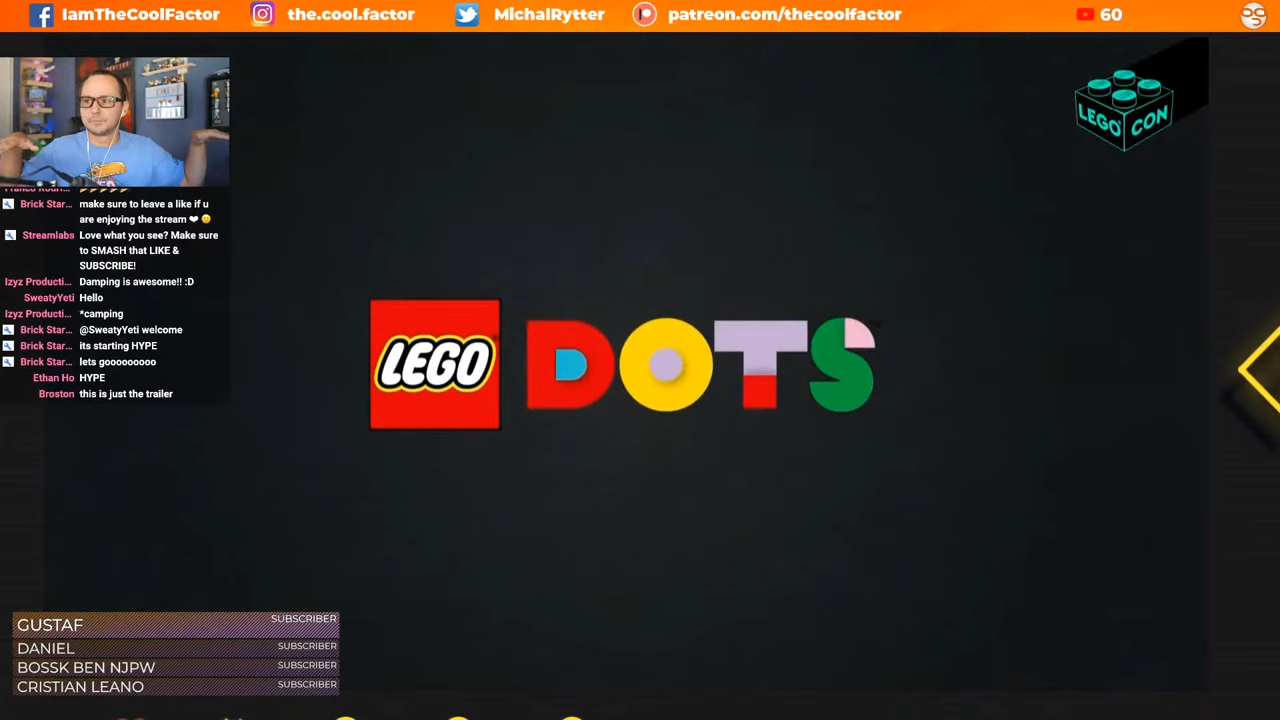 IamTheCoolFactor
the.cool.factor
MichalRytter
patreon.com/thecoolfactor
60
LEGO CON
Brick Star... make sure to leave a like if u
are enjoying the stream ❤ 😊
Streamlabs Love what you see? Make sure
to SMASH that LIKE &
SUBSCRIBE!
Izyz Producti... Damping is awesome!! :D
SweatyYeti Hello
Izyz Producti... *camping
Brick Star... @SweatyYeti welcome
Brick Star... its starting HYPE
Brick Star... lets gooooooooo
Ethan Ho HYPE
Broston this is just the trailer
LEGO DOTS
GUSTAF SUBSCRIBER
DANIEL SUBSCRIBER
BOSSK BEN NJPW SUBSCRIBER
CRISTIAN LEANO SUBSCRIBER